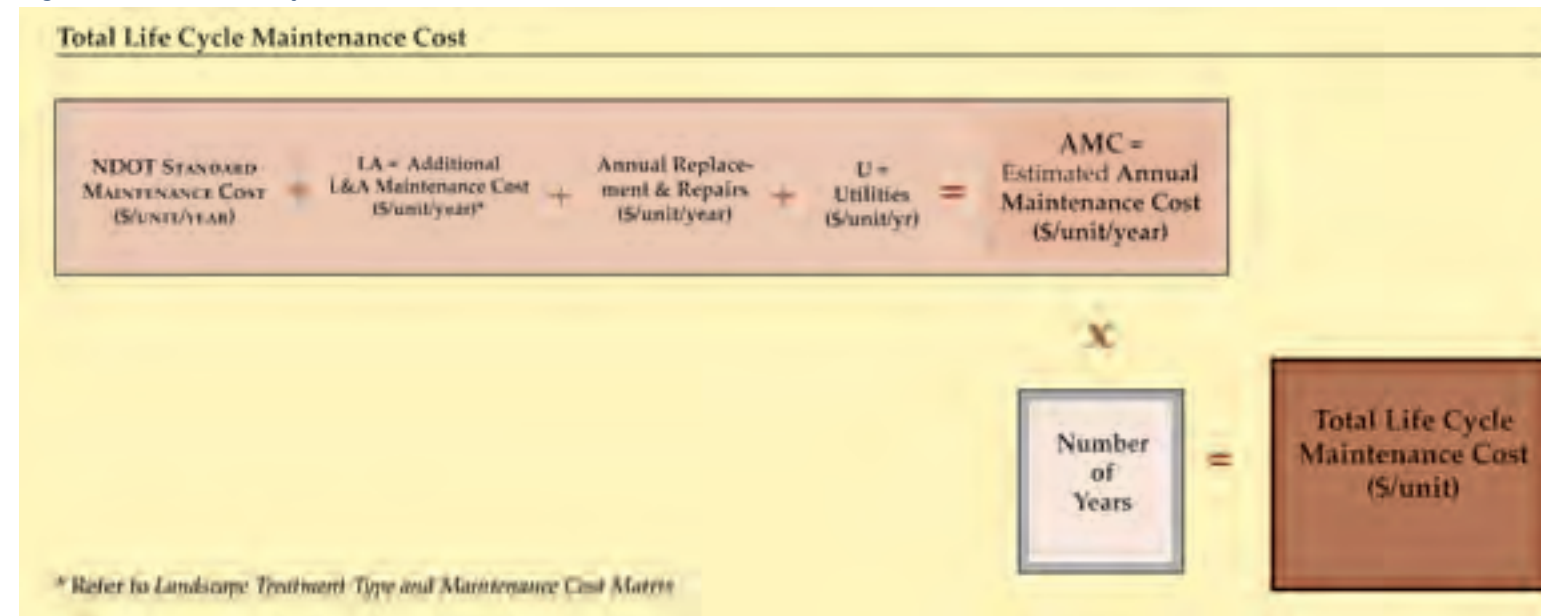 Total Life Cycle Maintenance Cost
NDOT STANDARD
MAINTENANCE COST
($/UNIT/YEAR)
+
LA = Additional
L&A Maintenance Cost
($/unit/year)*
+
Annual Replace-
ment & Repairs
($/unit/year)
+
U =
Utilities
($/unit/yr)
=
AMC =
Estimated Annual
Maintenance Cost
($/unit/year)
x
Number
of
Years
=
Total Life Cycle
Maintenance Cost
($/unit)
* Refer to Landscape Treatment Type and Maintenance Cost Matrix